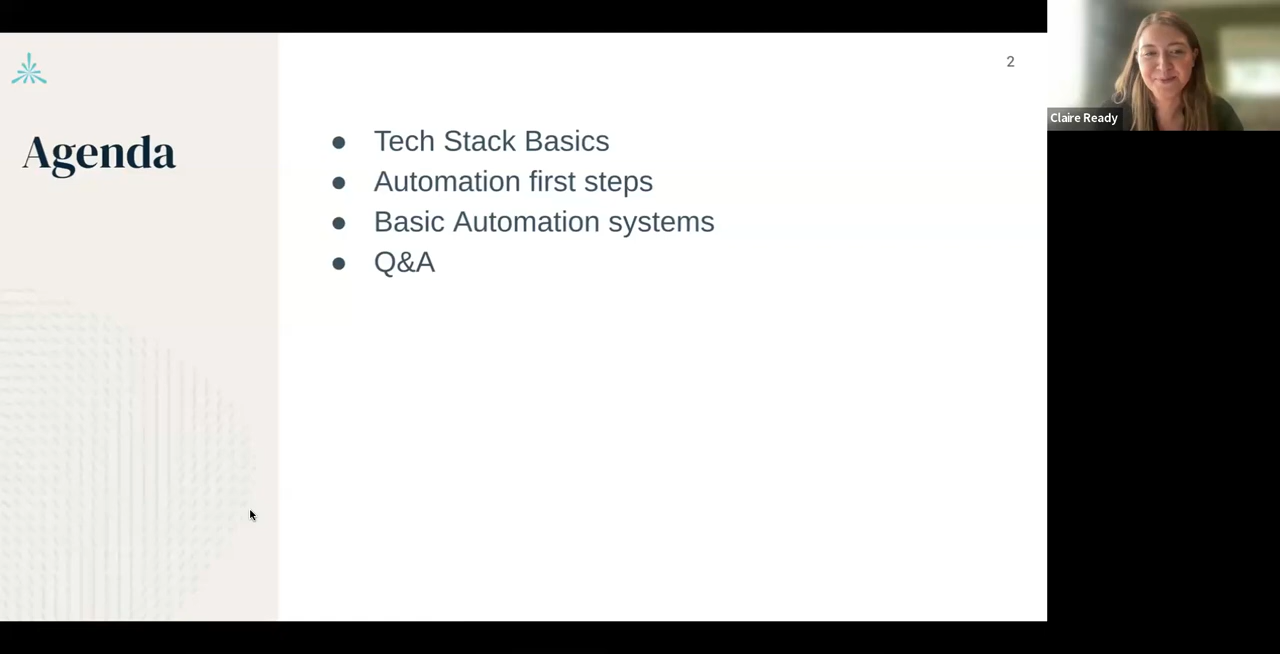 Agenda
2
● Tech Stack Basics
● Automation first steps
● Basic Automation systems
● Q&A
Claire Ready